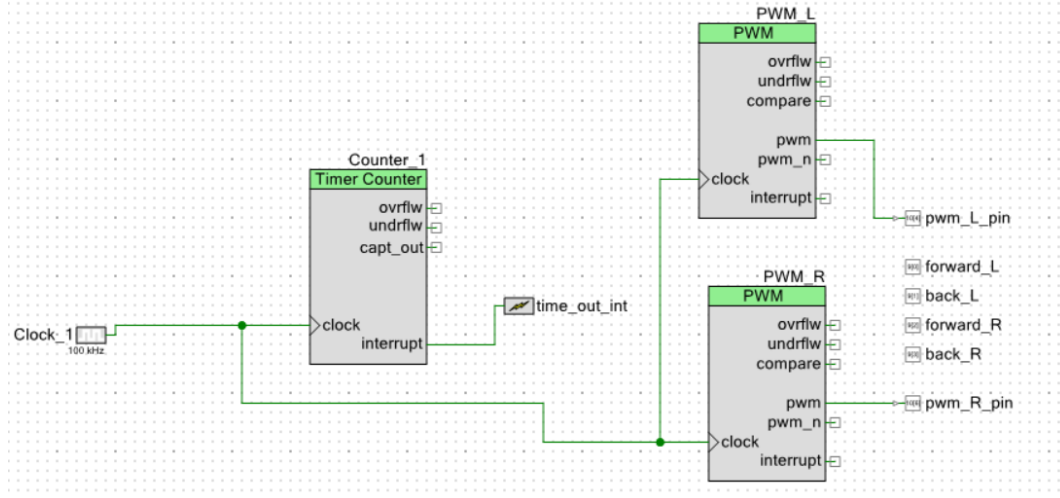 PWM_L
PWM
ovrflw
undrflw
compare
pwm
pwm_n
clock
interrupt
pwm_L_pin
Counter_1
Timer Counter
ovrflw
undrflw
capt_out
clock
interrupt
time_out_int
Clock_1
100 kHz
forward_L
back_L
forward_R
back_R
PWM_R
PWM
ovrflw
undrflw
compare
pwm
pwm_n
clock
interrupt
pwm_R_pin